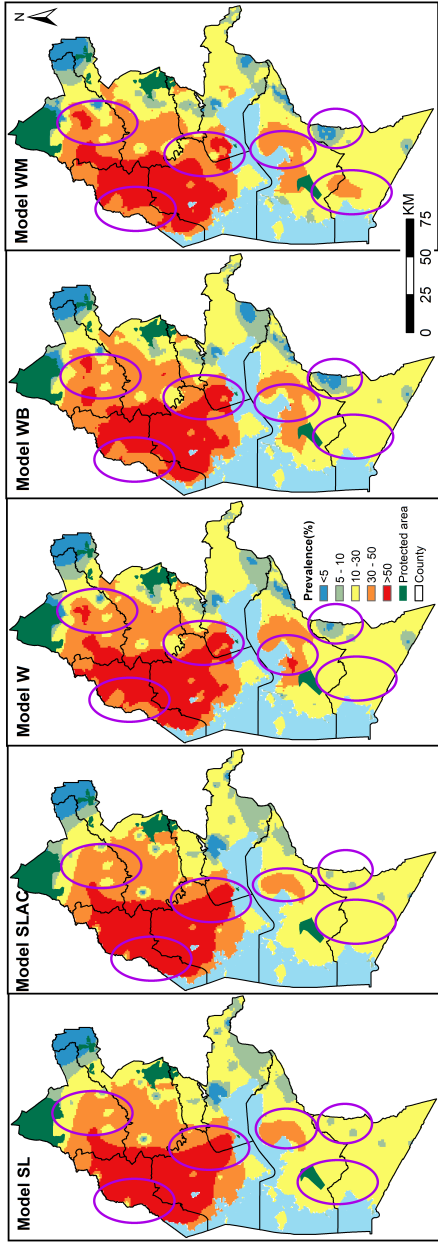 Model SL
Model SLAC
Model W
Prevalence(%)
<5
5 - 10
10 -30
30 - 50
>50
Protected area
County
Model WB
Model WM
N
0 25 50 75
KM